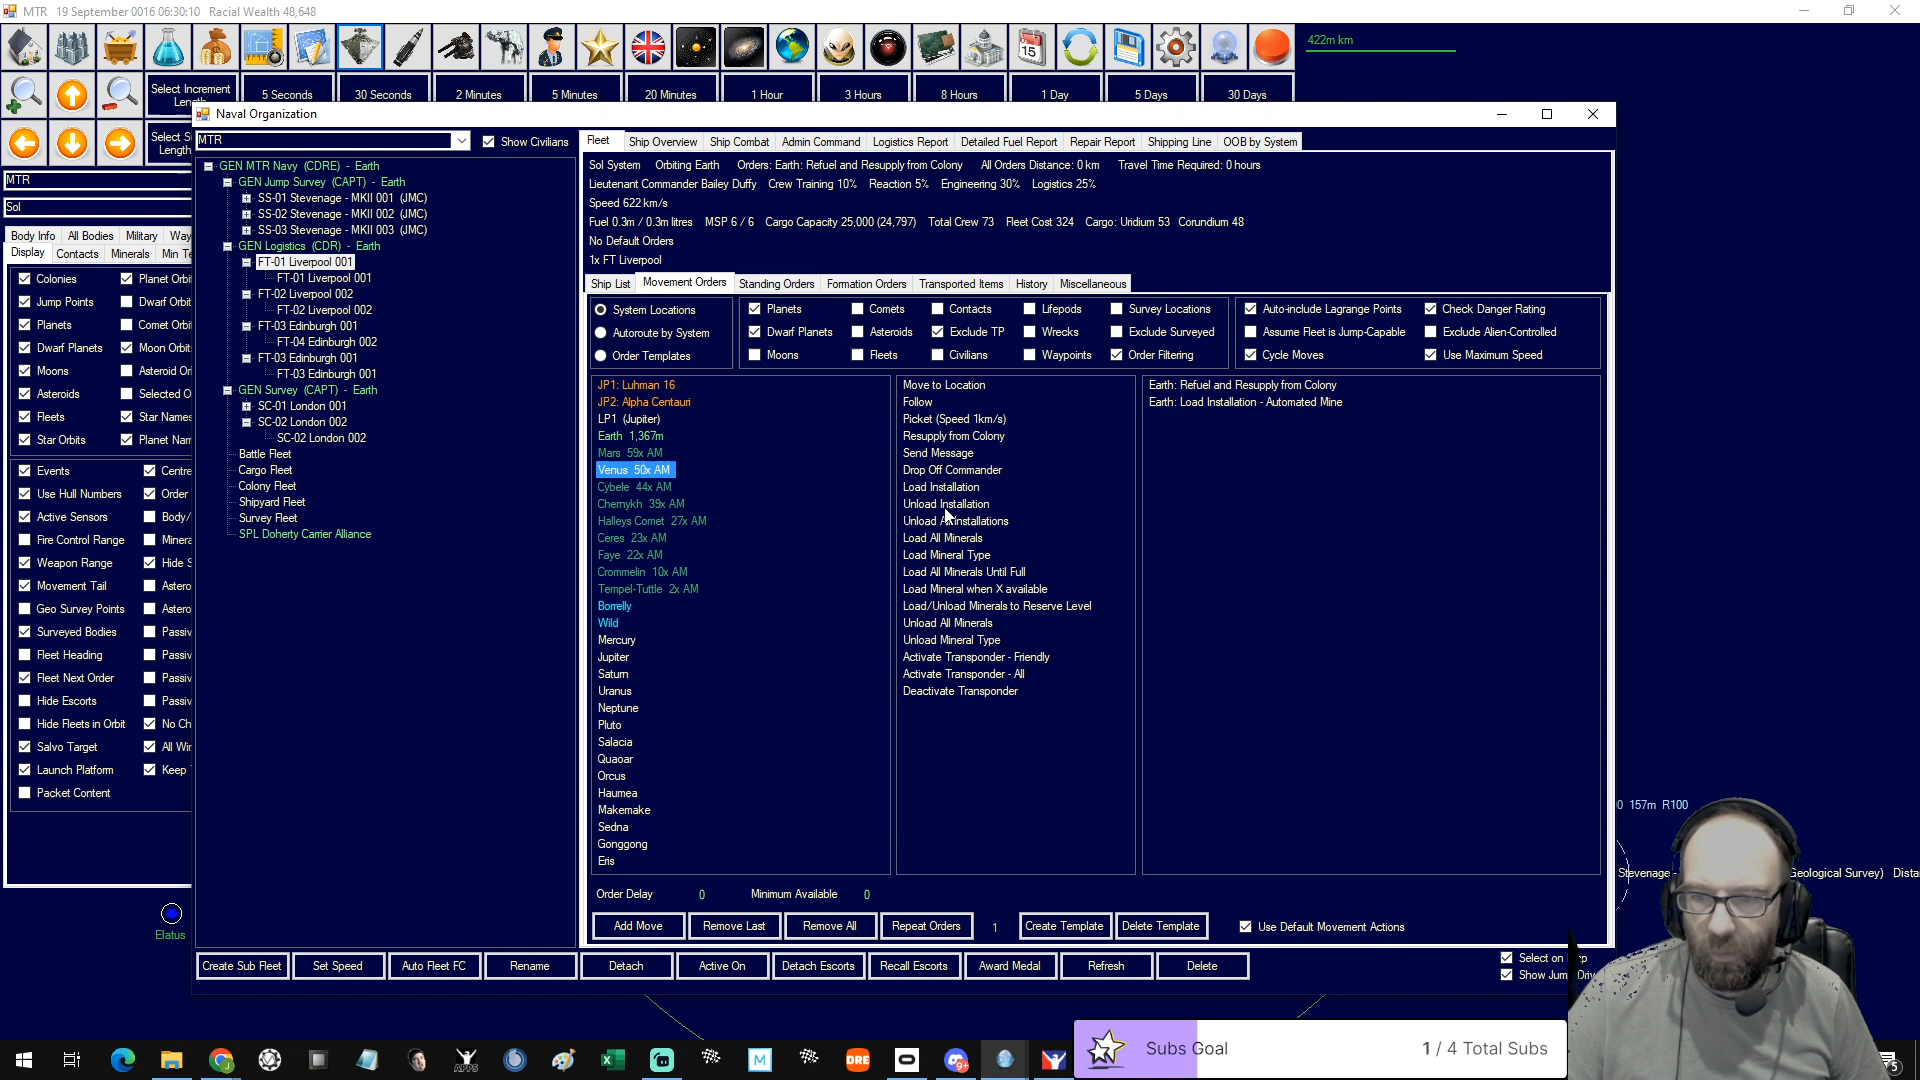 MTR 19 September 0016 06:30:10 Racial Wealth 48,648
422m km
Select Increment
5 Seconds
30 Seconds
2 Minutes
5 Minutes
20 Minutes
1 Hour
3 Hours
8 Hours
1 Day
5 Days
30 Days
Naval Organization
Length
MTR
Show Civilians
Fleet
Ship Overview
Ship Combat
Admin Command
Logistics Report
Detailed Fuel Report
Repair Report
Shipping Line
OOB by System
MTR
Sol
Body Info
All Bodies
Military
Display
Contacts
Minerals
Colonies
Jump Points
Planets
Dwarf Planets
Moons
Asteroids
Fleets
Star Orbits
Star Names
Events
Use Hull Numbers
Active Sensors
Fire Control Range
Weapon Range
Movement Tail
Geo Survey Points
Surveyed Bodies
Fleet Heading
Fleet Next Order
Hide Escorts
Hide Fleets in Orbit
Salvo Target
Launch Platform
Packet Content
Elatus
GEN MTR Navy (CDRE) - Earth
GEN Jump Survey (CAPT) - Earth
SS-01 Stevenage - MKII 001 (JMC)
SS-02 Stevenage - MKII 002 (JMC)
SS-03 Stevenage - MKII 003 (JMC)
GEN Logistics (CDR) - Earth
FT-01 Liverpool 001
FT-01 Liverpool 001
FT-02 Liverpool 002
FT-02 Liverpool 002
FT-03 Edinburgh 001
FT-04 Edinburgh 002
FT-03 Edinburgh 001
FT-03 Edinburgh 001
GEN Survey (CAPT) - Earth
SC-01 London 001
SC-02 London 002
SC-02 London 002
Battle Fleet
Cargo Fleet
Colony Fleet
Shipyard Fleet
Survey Fleet
SPL Doherty Carrier Alliance
Sol System Orbiting Earth Orders: Earth: Refuel and Resupply from Colony All Orders Distance: 0 km Travel Time Required: 0 hours
Lieutenant Commander Bailey Duffy Crew Training 10% Reaction 5% Engineering 30% Logistics 25%
Speed 622 km/s
Fuel 0.3m / 0.3m litres MSP 6 / 6 Cargo Capacity 25,000 (24,797) Total Crew 73 Fleet Cost 324 Cargo: Uridium 53 Corundium 48
No Default Orders
1x FT Liverpool
Ship List
Movement Orders
Standing Orders
Formation Orders
Transported Items
History
Miscellaneous
System Locations
Autoroute by System
Order Templates
Planets
Comets
Contacts
Lifepods
Survey Locations
Dwarf Planets
Asteroids
Exclude TP
Wrecks
Exclude Surveyed
Moons
Fleets
Civilians
Waypoints
Order Filtering
Auto-include Lagrange Points
Check Danger Rating
Assume Fleet is Jump-Capable
Exclude Alien-Controlled
Cycle Moves
Use Maximum Speed
JP1: Luhman 16
JP2: Alpha Centauri
LP1 (Jupiter)
Earth 1,367m
Mars 59x AM
Venus 50x AM
Cybele 44x AM
Chernykh 39x AM
Halleys Comet 27x AM
Ceres 23x AM
Faye 22x AM
Crommelin 10x AM
Tempel-Tuttle 2x AM
Borrelly
Wild
Mercury
Jupiter
Saturn
Uranus
Neptune
Pluto
Salacia
Quaoar
Orcus
Haumea
Makemake
Sedna
Gonggong
Eris
Move to Location
Follow
Picket (Speed 1km/s)
Resupply from Colony
Send Message
Drop Off Commander
Load Installation
Unload Installation
Load All Minerals
Load Mineral Type
Load All Minerals Until Full
Load Mineral when X available
Load/Unload Minerals to Reserve Level
Unload All Minerals
Unload Mineral Type
Activate Transponder - Friendly
Activate Transponder - All
Deactivate Transponder
Earth: Refuel and Resupply from Colony
Earth: Load Installation - Automated Mine
Order Delay 0 Minimum Available 0
Add Move
Remove Last
Remove All
Repeat Orders
1
Create Template
Delete Template
Use Default Movement Actions
Create Sub Fleet
Set Speed
Auto Fleet FC
Rename
Detach
Active On
Detach Escorts
Recall Escorts
Award Medal
Refresh
Delete
Select on
Show
157m R100
Geological Survey)
Subs Goal
1 / 4 Total Subs
APPS
DRE